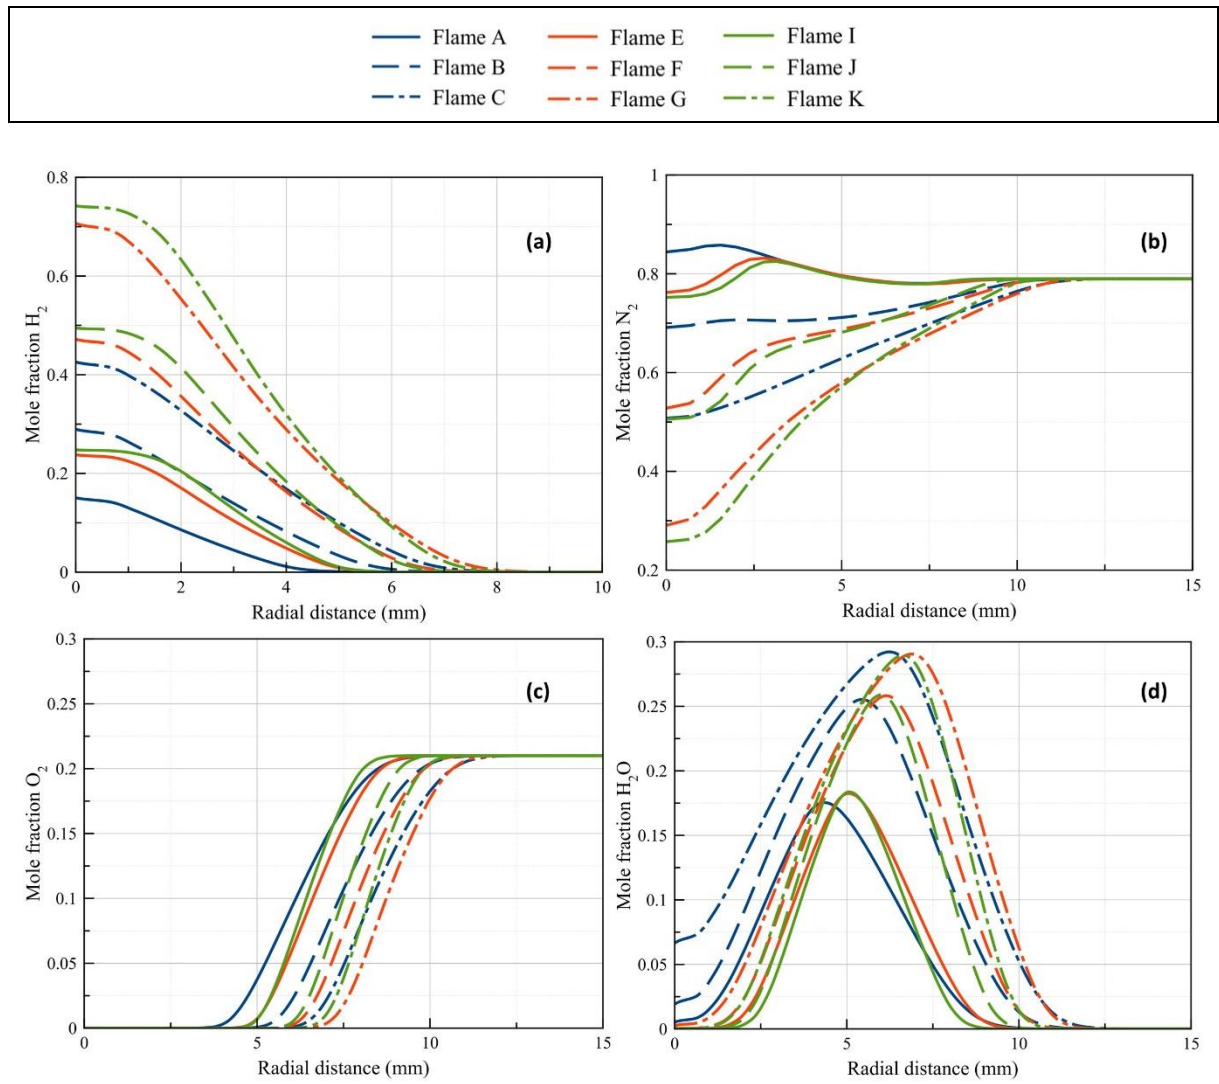 Flame A Flame E Flame I
Flame B Flame F Flame J
Flame C Flame G Flame K
0.8
0.6
0.4
0.2
0
Mole fraction H2
(a)
0 2 4 6 8 10
Radial distance (mm)
1
0.8
0.6
0.4
0.2
Mole fraction N2
(b)
0 5 10 15
Radial distance (mm)
0.3
0.25
0.2
0.15
0.1
0.05
0
Mole fraction O2
(c)
0 5 10 15
Radial distance (mm)
0.3
0.25
0.2
0.15
0.1
0.05
0
Mole fraction H2O
(d)
0 5 10 15
Radial distance (mm)